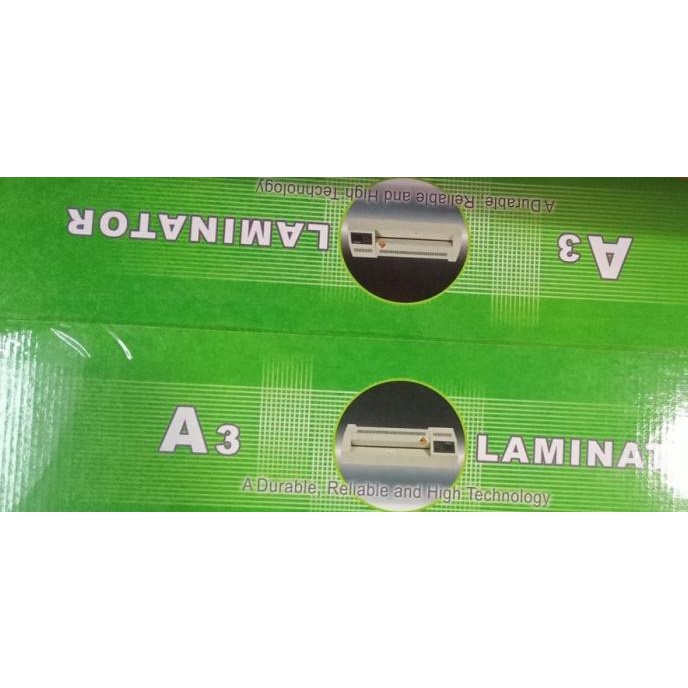 A Durable, Reliable and High Technology
A3 LAMINATOR
A3 LAMINAT
A Durable, Reliable and High Technology